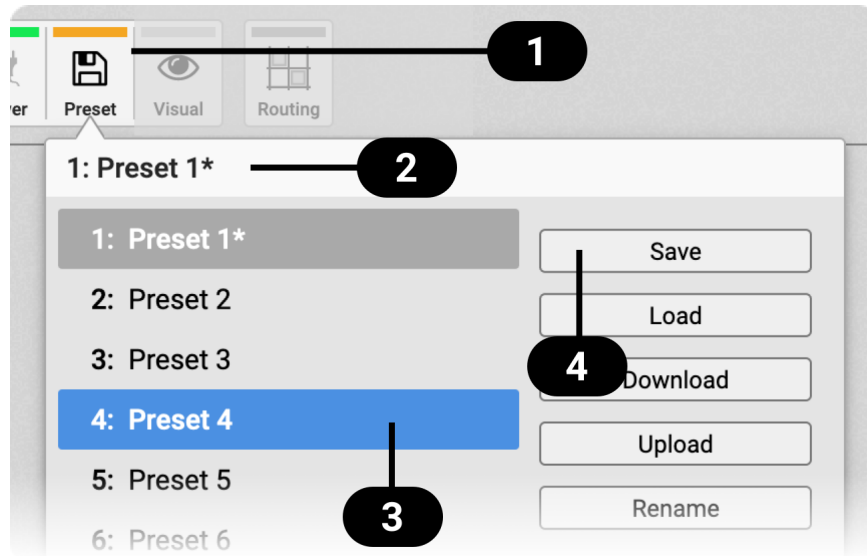 1
er
Preset
Visual
Routing
1: Preset 1*
2
1: Preset 1*
Save
2: Preset 2
Load
3: Preset 3
4
Download
4: Preset 4
Upload
5: Preset 5
3
Rename
6: Preset 6